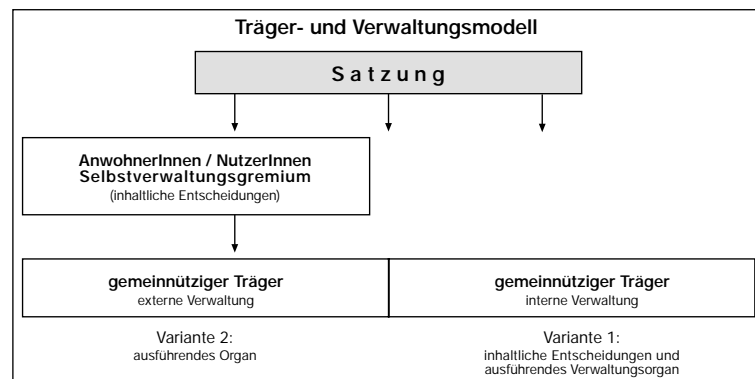 Träger- und Verwaltungsmodell
Satzung
AnwohnerInnen / NutzerInnen
Selbstverwaltungsgremium
(inhaltliche Entscheidungen)
gemeinnütziger Träger
externe Verwaltung
gemeinnütziger Träger
interne Verwaltung
Variante 2:
ausführendes Organ
Variante 1:
inhaltliche Entscheidungen und
ausführendes Verwaltungsorgan